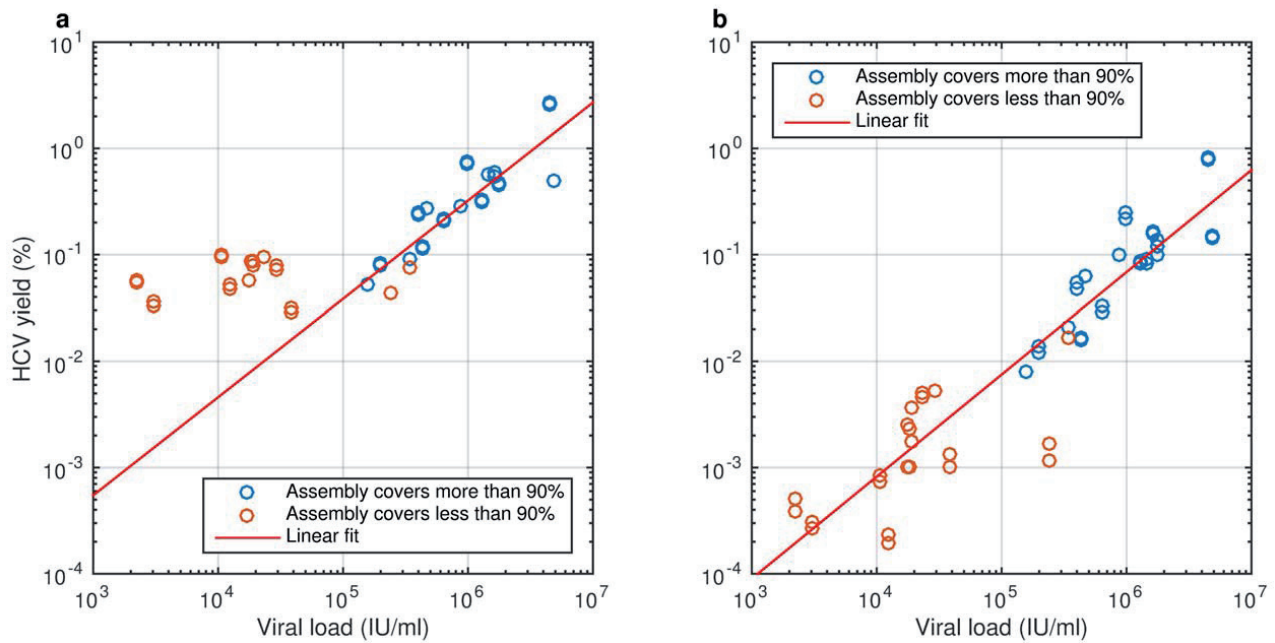 a
10^1
10^0
10^-1
10^-2
10^-3
10^-4
HCV yield (%)
Assembly covers more than 90%
Assembly covers less than 90%
Linear fit
10^3 10^4 10^5 10^6 10^7
Viral load (IU/ml)
b
10^1
10^0
10^-1
10^-2
10^-3
10^-4
Assembly covers more than 90%
Assembly covers less than 90%
Linear fit
10^3 10^4 10^5 10^6 10^7
Viral load (IU/ml)